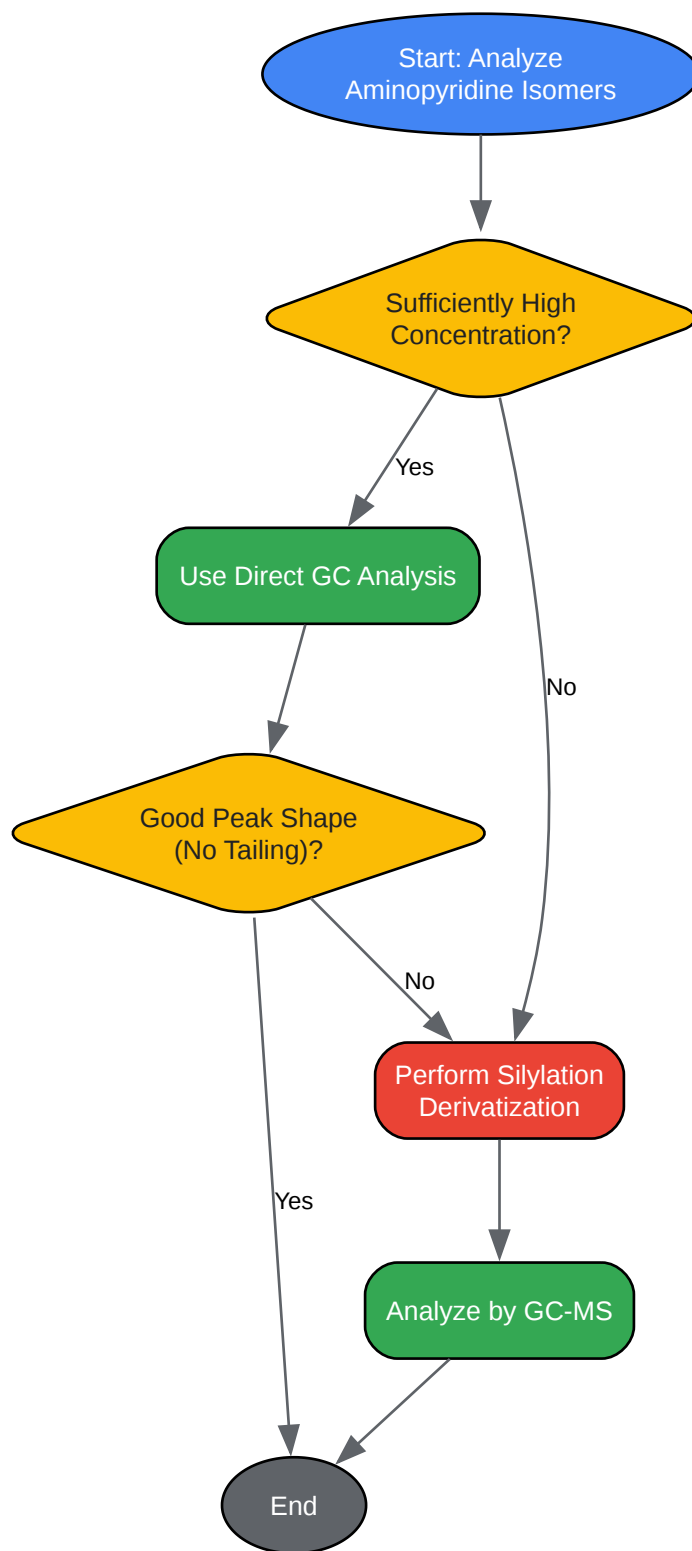 Start: Analyze
Aminopyridine Isomers
Sufficiently High
Concentration?
Yes
Use Direct GC Analysis
No
Good Peak Shape
(No Tailing)?
No
Perform Silylation
Derivatization
Yes
Analyze by GC-MS
End